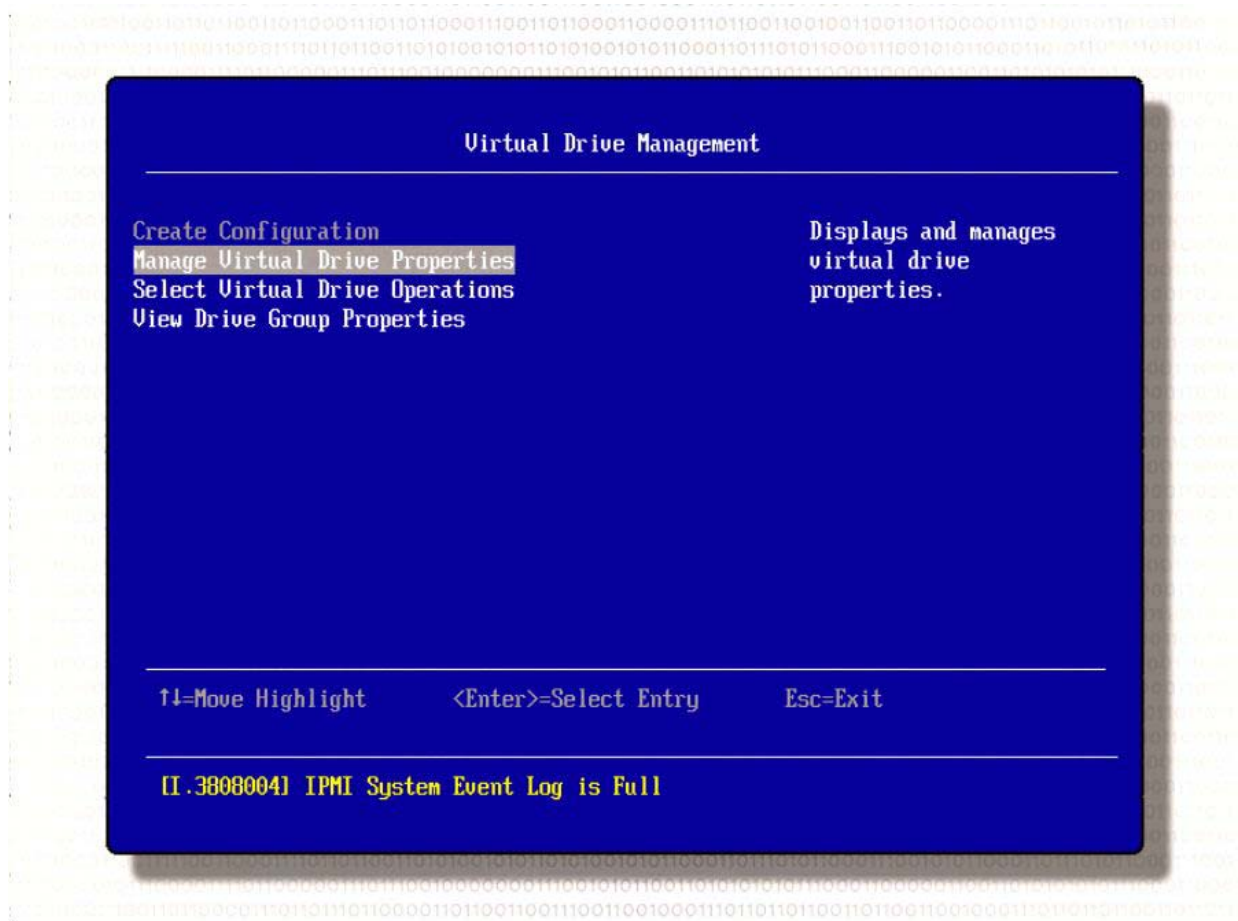 Virtual Drive Management
Create Configuration
Manage Virtual Drive Properties
Select Virtual Drive Operations
View Drive Group Properties
Displays and manages
virtual drive
properties.
↑↓=Move Highlight <Enter>=Select Entry Esc=Exit
[I.3808004] IPMI System Event Log is Full